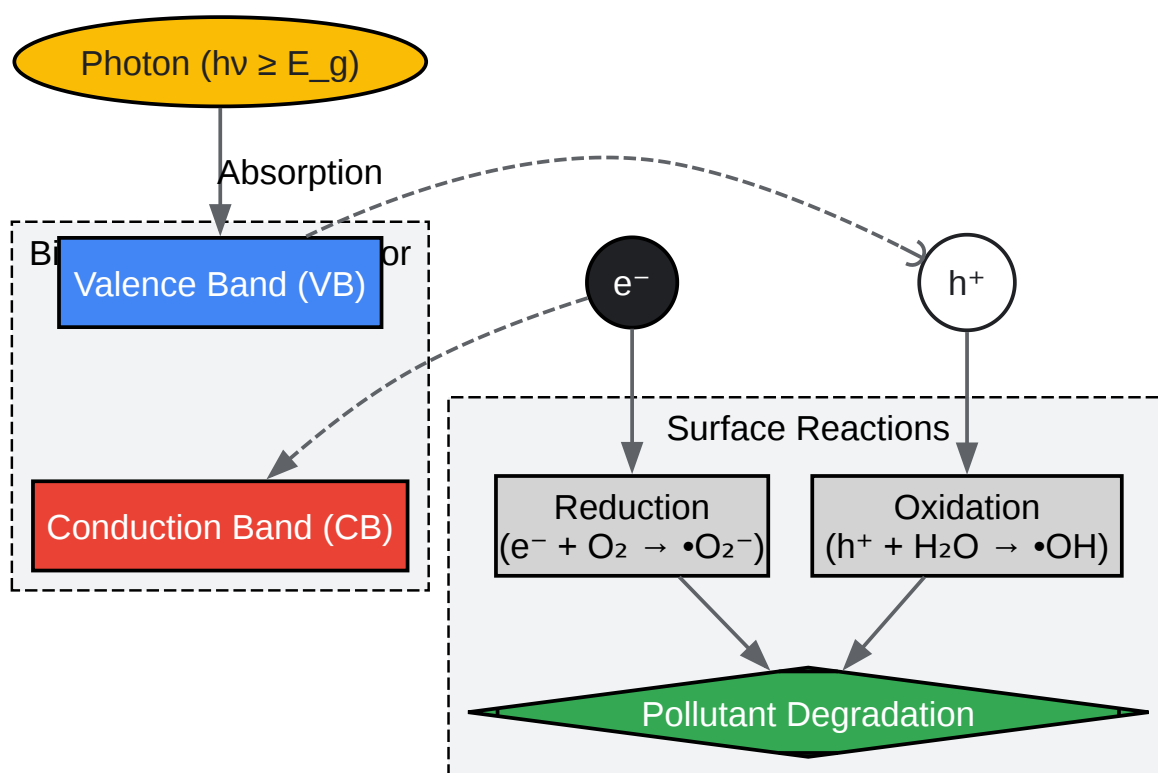 Photon (hν ≥ E_g)
Absorption
Valence Band (VB)
e⁻
h⁺
Surface Reactions
Reduction
(e⁻ + O₂ → •O₂⁻)
Oxidation
(h⁺ + H₂O → •OH)
Conduction Band (CB)
Pollutant Degradation